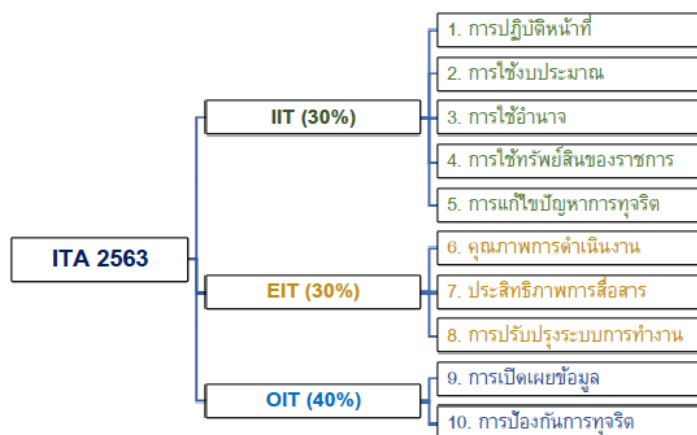 ITA 2563
IIT (30%)
1. การปฏิบัติหน้าที่
2. การใช้งบประมาณ
3. การใช้อำนาจ
4. การใช้ทรัพย์สินของราชการ
5. การแก้ไขปัญหาการทุจริต
EIT (30%)
6. คุณภาพการดำเนินงาน
7. ประสิทธิภาพการสื่อสาร
8. การปรับปรุงระบบการทำงาน
OIT (40%)
9. การเปิดเผยข้อมูล
10. การป้องกันการทุจริต